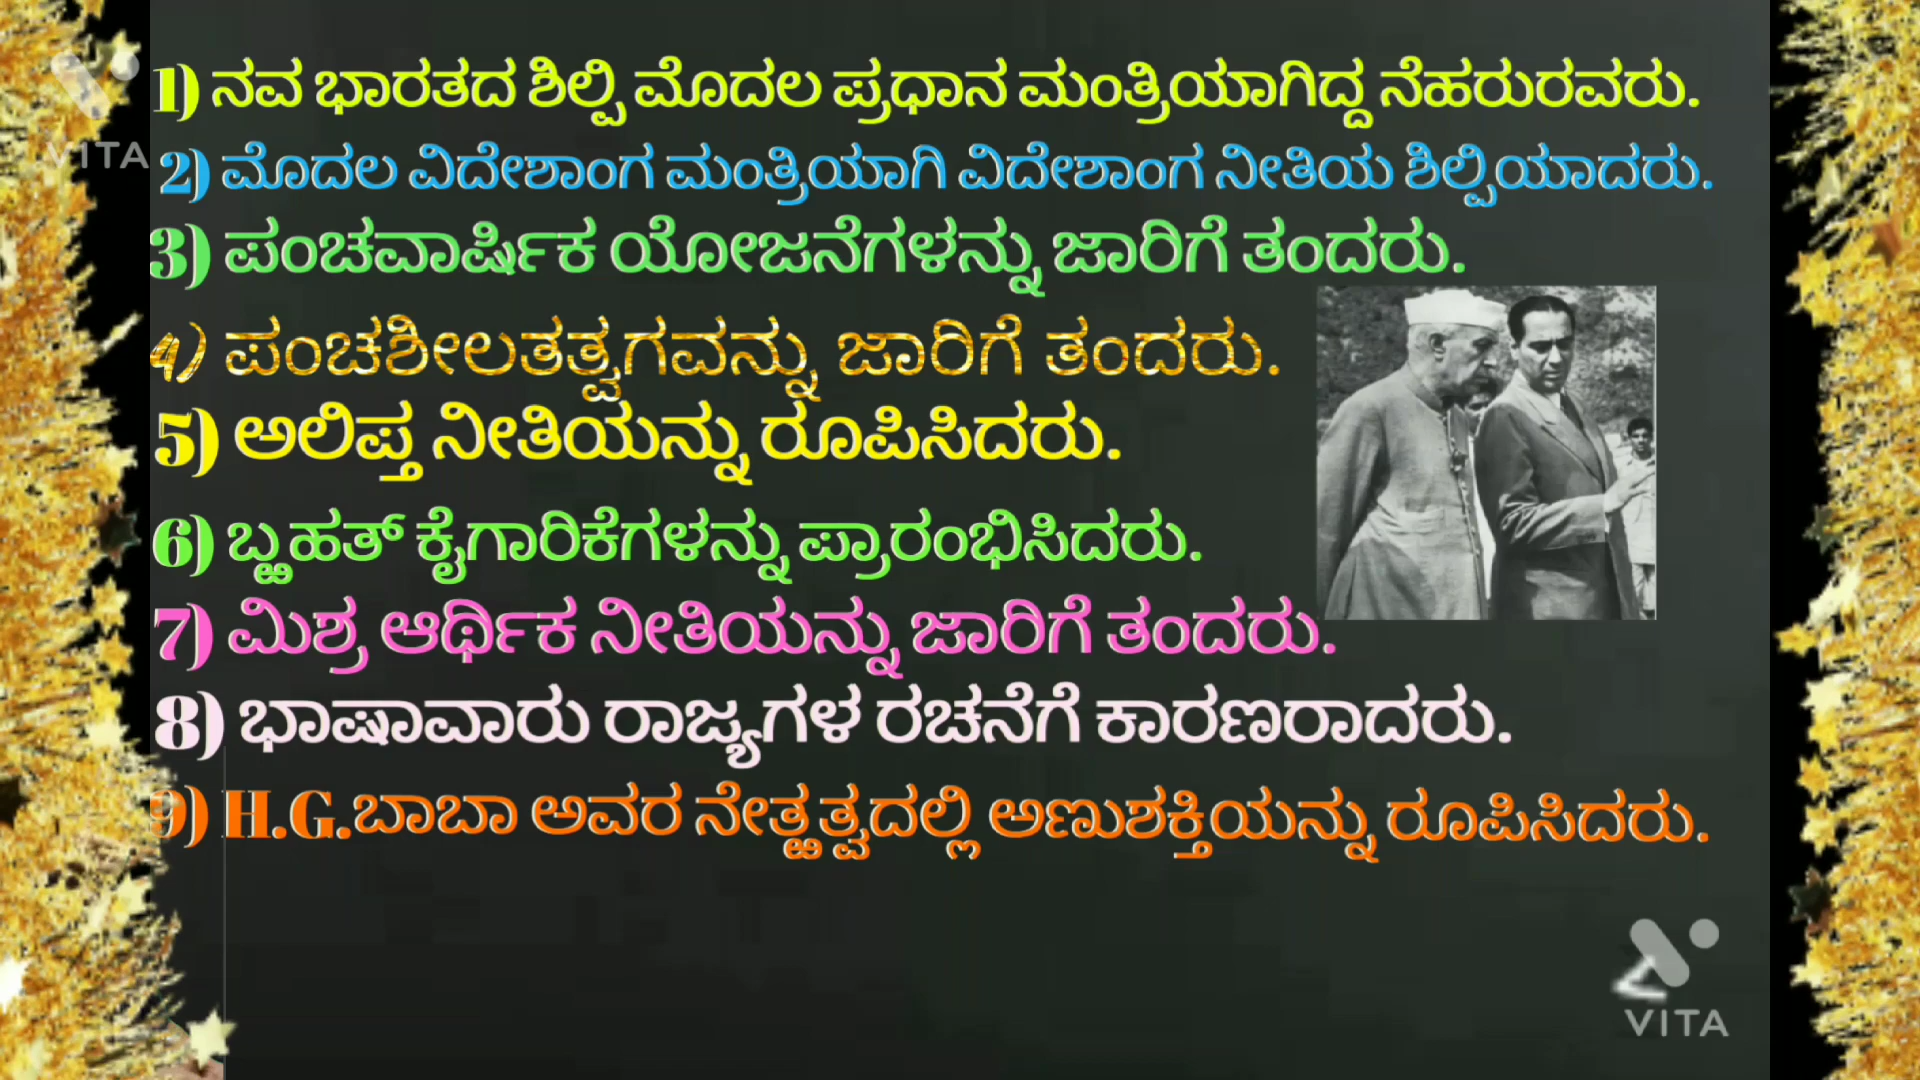 VITA
1) ನವ ಭಾರತದ ಶಿಲ್ಪಿ ಮೊದಲ ಪ್ರಧಾನ ಮಂತ್ರಿಯಾಗಿದ್ದ ನೆಹರುರವರು.
2) ಮೊದಲ ವಿದೇಶಾಂಗ ಮಂತ್ರಿಯಾಗಿ ವಿದೇಶಾಂಗ ನೀತಿಯ ಶಿಲ್ಪಿಯಾದರು.
3) ಪಂಚವಾರ್ಷಿಕ ಯೋಜನೆಗಳನ್ನು ಜಾರಿಗೆ ತಂದರು.
4) ಪಂಚಶೀಲತತ್ವಗವನ್ನು ಜಾರಿಗೆ ತಂದರು.
5) ಅಲಿಪ್ತ ನೀತಿಯನ್ನು ರೂಪಿಸಿದರು.
6) ಬ್ಱಹತ್ ಕೈಗಾರಿಕೆಗಳನ್ನು ಪ್ರಾರಂಭಿಸಿದರು.
7) ಮಿಶ್ರ ಆರ್ಥಿಕ ನೀತಿಯನ್ನು ಜಾರಿಗೆ ತಂದರು.
8) ಭಾಷಾವಾರು ರಾಜ್ಯಗಳ ರಚನೆಗೆ ಕಾರಣರಾದರು.
9) H.G.ಬಾಬಾ ಅವರ ನೇತ್ಱತ್ವದಲ್ಲಿ ಅಣುಶಕ್ತಿಯನ್ನು ರೂಪಿಸಿದರು.
VITA